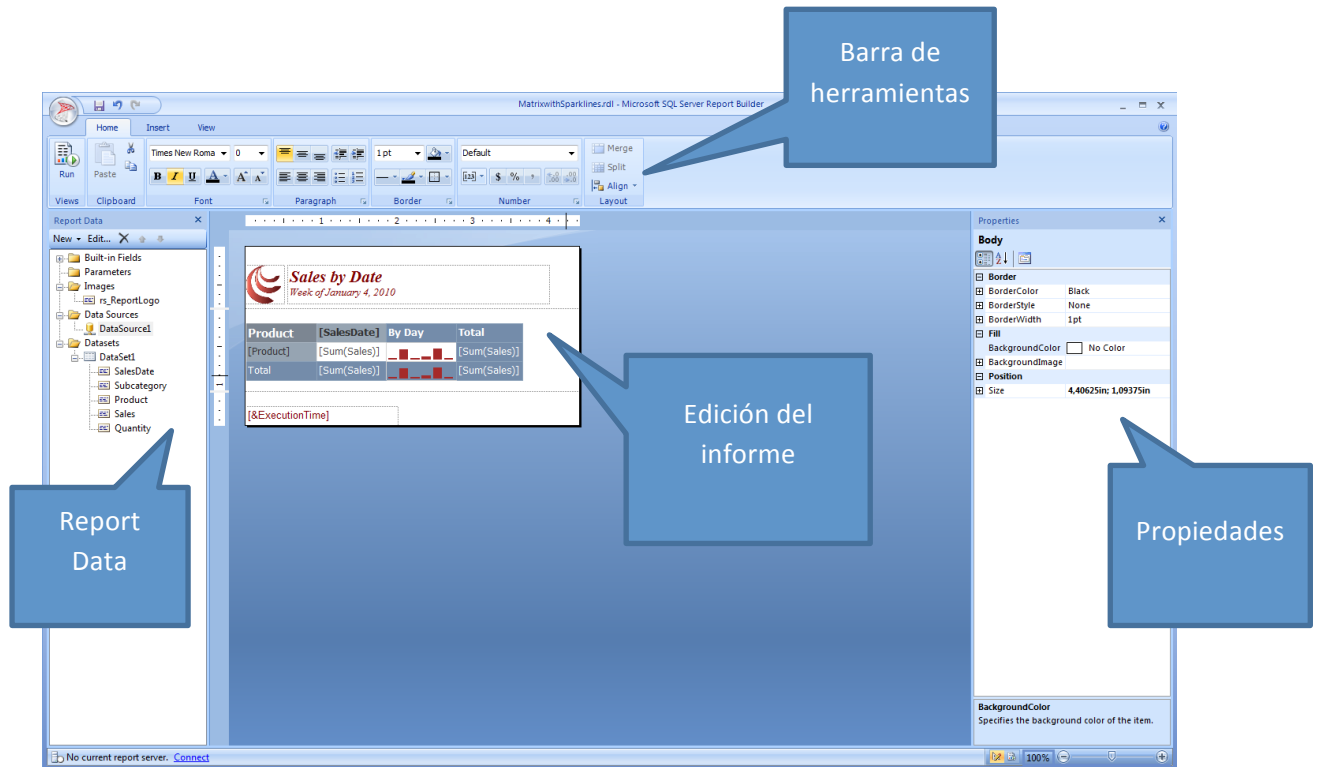 Barra de
herramientas
MatrixwithSparklines.rdl - Microsoft SQL Server Report Builder
Home Insert View
Times New Roma 0 1 pt Default Merge
Split
Run Paste B I U A A A $ % , Align
Views Clipboard Font Paragraph Border Number Layout
Report Data
New Edit...
Built-in Fields
Parameters
Images
rs_ReportLogo
Data Sources
DataSource1
Datasets
DataSet1
SalesDate
Subcategory
Product
Sales
Quantity
1 2 3 4
1
Sales by Date
Week of January 4, 2010
Product [SalesDate] By Day Total
[Product] [Sum(Sales)] [Sum(Sales)]
Total [Sum(Sales)] [Sum(Sales)]
[&ExecutionTime]
Edición del
informe
Report
Data
Properties
Body
Border
BorderColor Black
BorderStyle None
BorderWidth 1pt
Fill
BackgroundColor No Color
BackgroundImage
Position
Size 4,40625in; 1,09375in
Propiedades
BackgroundColor
Specifies the background color of the item.
No current report server. Connect
100%